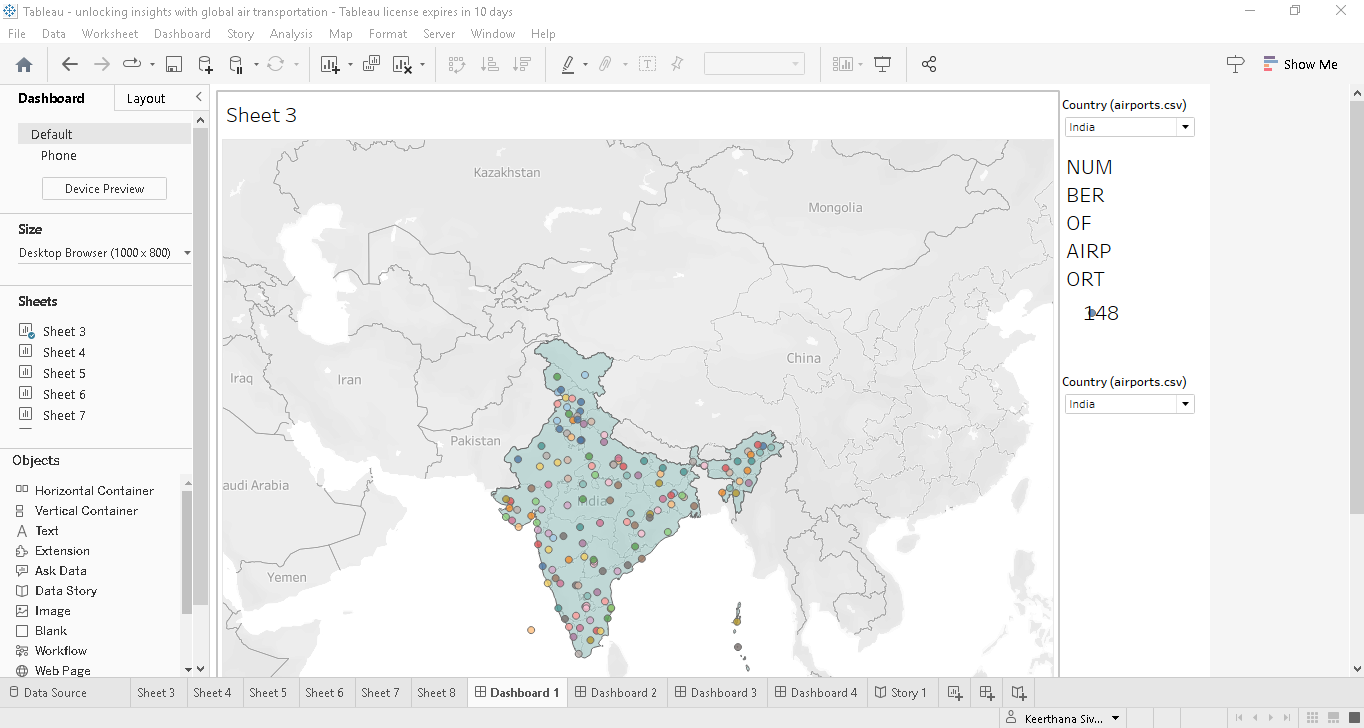 Tableau - unlocking insights with global air transportation - Tableau license expires in 10 days
File Data Worksheet Dashboard Story Analysis Map Format Server Window Help
Show Me
Dashboard Layout
Default
Phone
Device Preview
Size
Desktop Browser (1000 x 800)
Sheets
Sheet 3
Sheet 4
Sheet 5
Sheet 6
Sheet 7
Objects
Horizontal Container
Vertical Container
Text
Extension
Ask Data
Data Story
Image
Blank
Workflow
Web Page
Sheet 3
Kazakhstan
Mongolia
China
Iraq
Iran
Pakistan
audi Arabia
India
Yemen
Country (airports.csv)
India
NUM
BER
OF
AIRP
ORT
148
Country (airports.csv)
India
Data Source Sheet 3 Sheet 4 Sheet 5 Sheet 6 Sheet 7 Sheet 8 Dashboard 1 Dashboard 2 Dashboard 3 Dashboard 4 Story 1
Keerthana Siv...